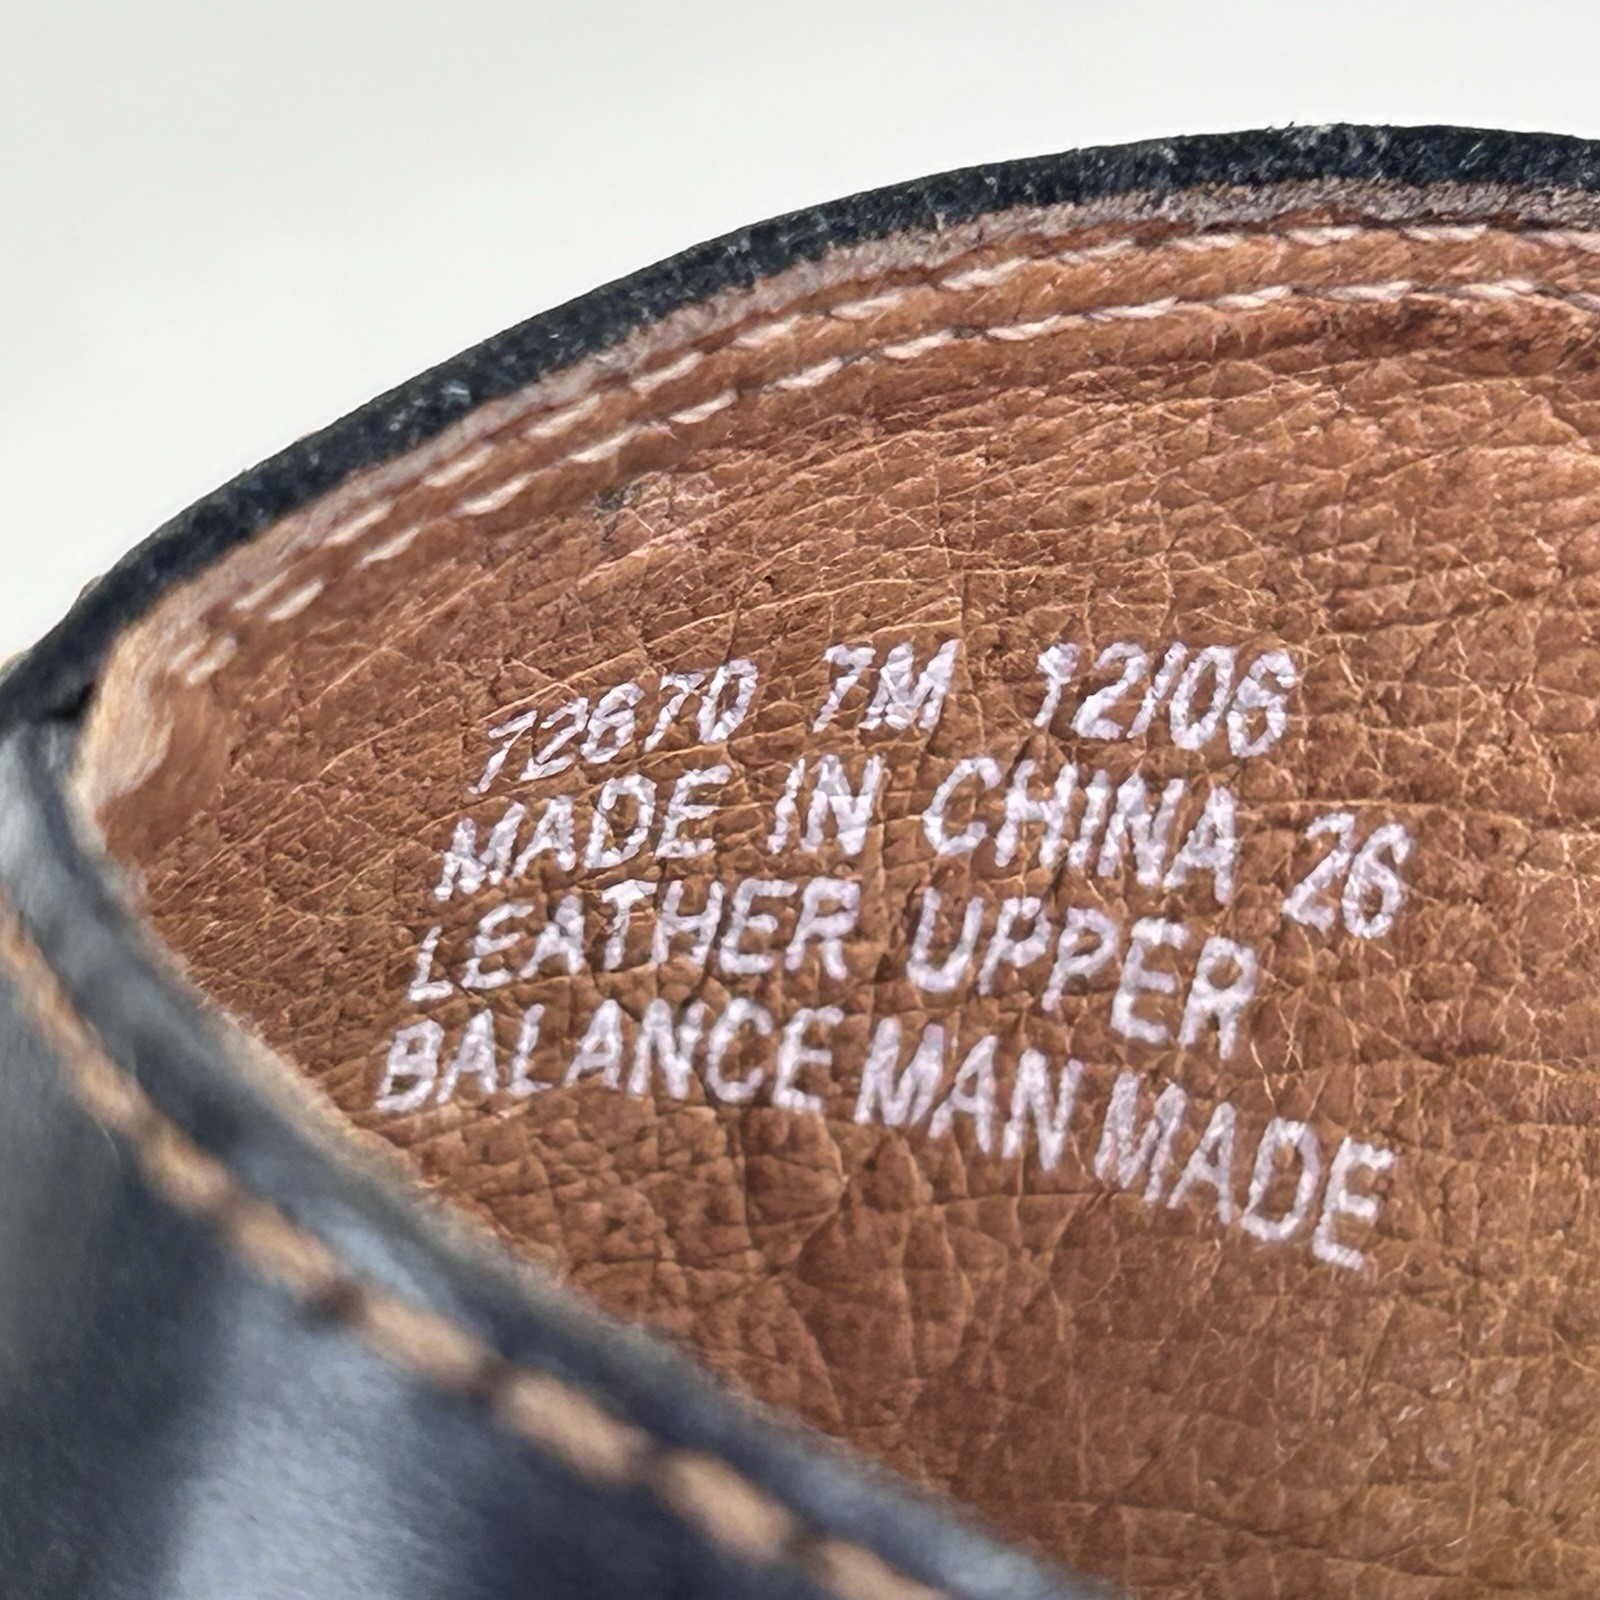 72670 7M 12/06
MADE IN CHINA 26
LEATHER UPPER
BALANCE MAN MADE